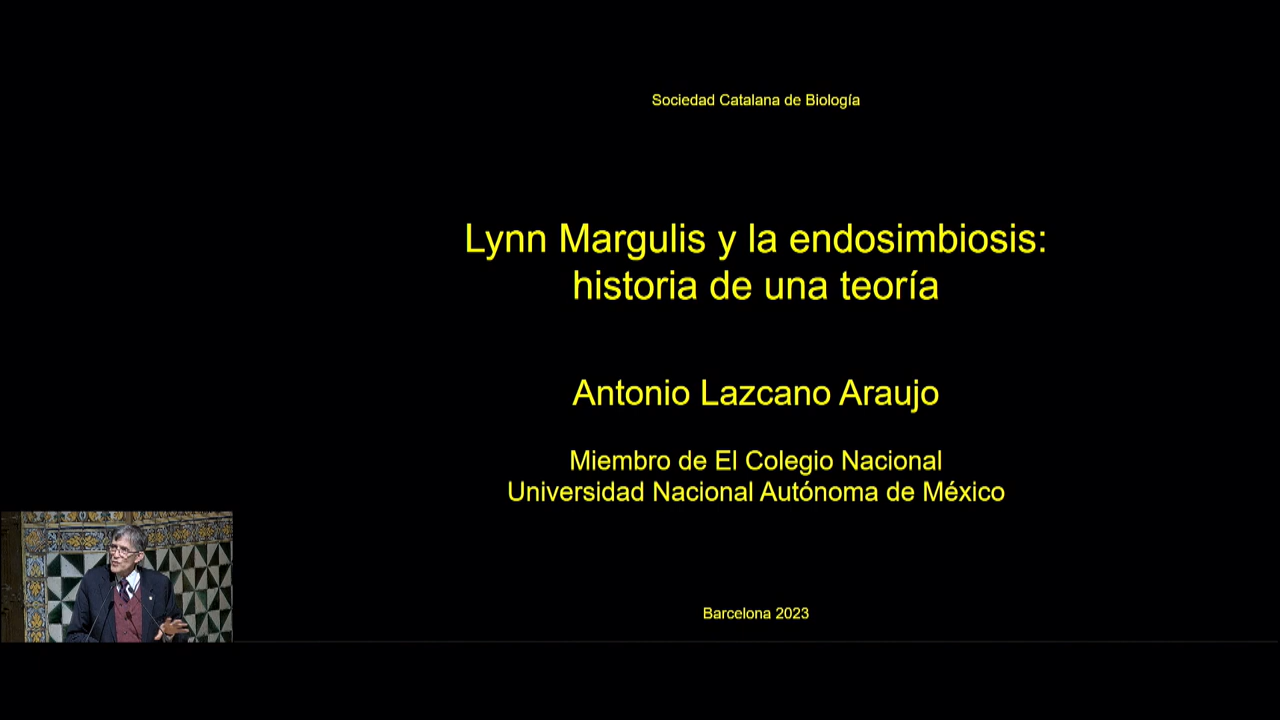 Sociedad Catalana de Biología
Lynn Margulis y la endosimbiosis:
historia de una teoría
Antonio Lazcano Araujo
Miembro de El Colegio Nacional
Universidad Nacional Autónoma de México
Barcelona 2023